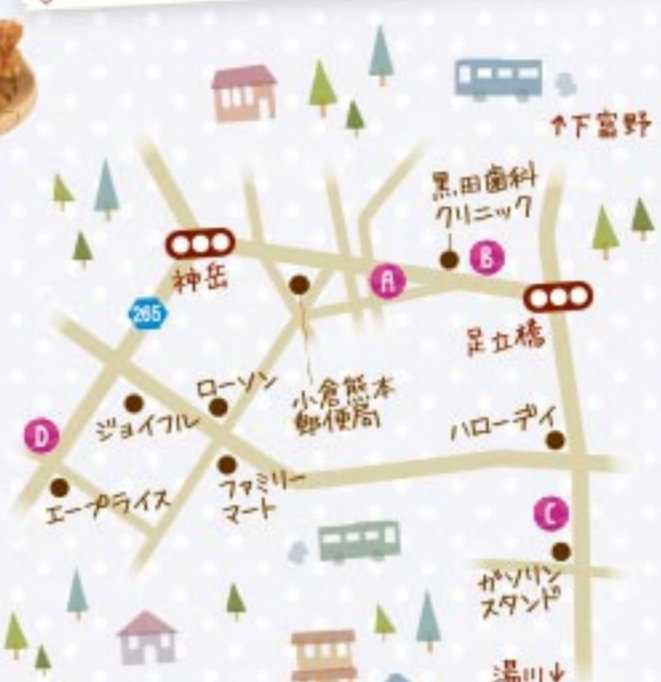 ↑下富野
黒田歯科
クリニック
B
神岳
A
265
足立橋
ローソン
小倉熊本
郵便局
ジョイフル
ハローデイ
D
ファミリー
マート
エープライス
C
ガソリン
スタンド
湯川↓